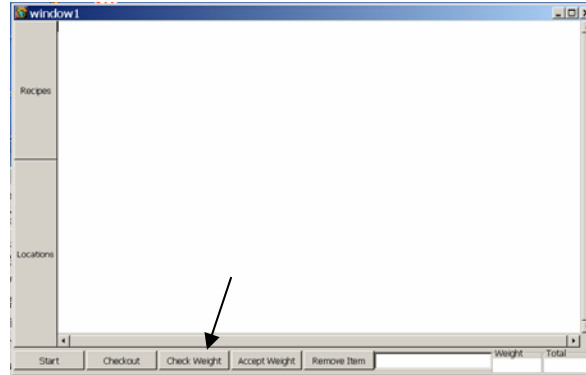 window1
Recipes
Locations
Start Checkout Check Weight Accept Weight Remove Item Weight Total